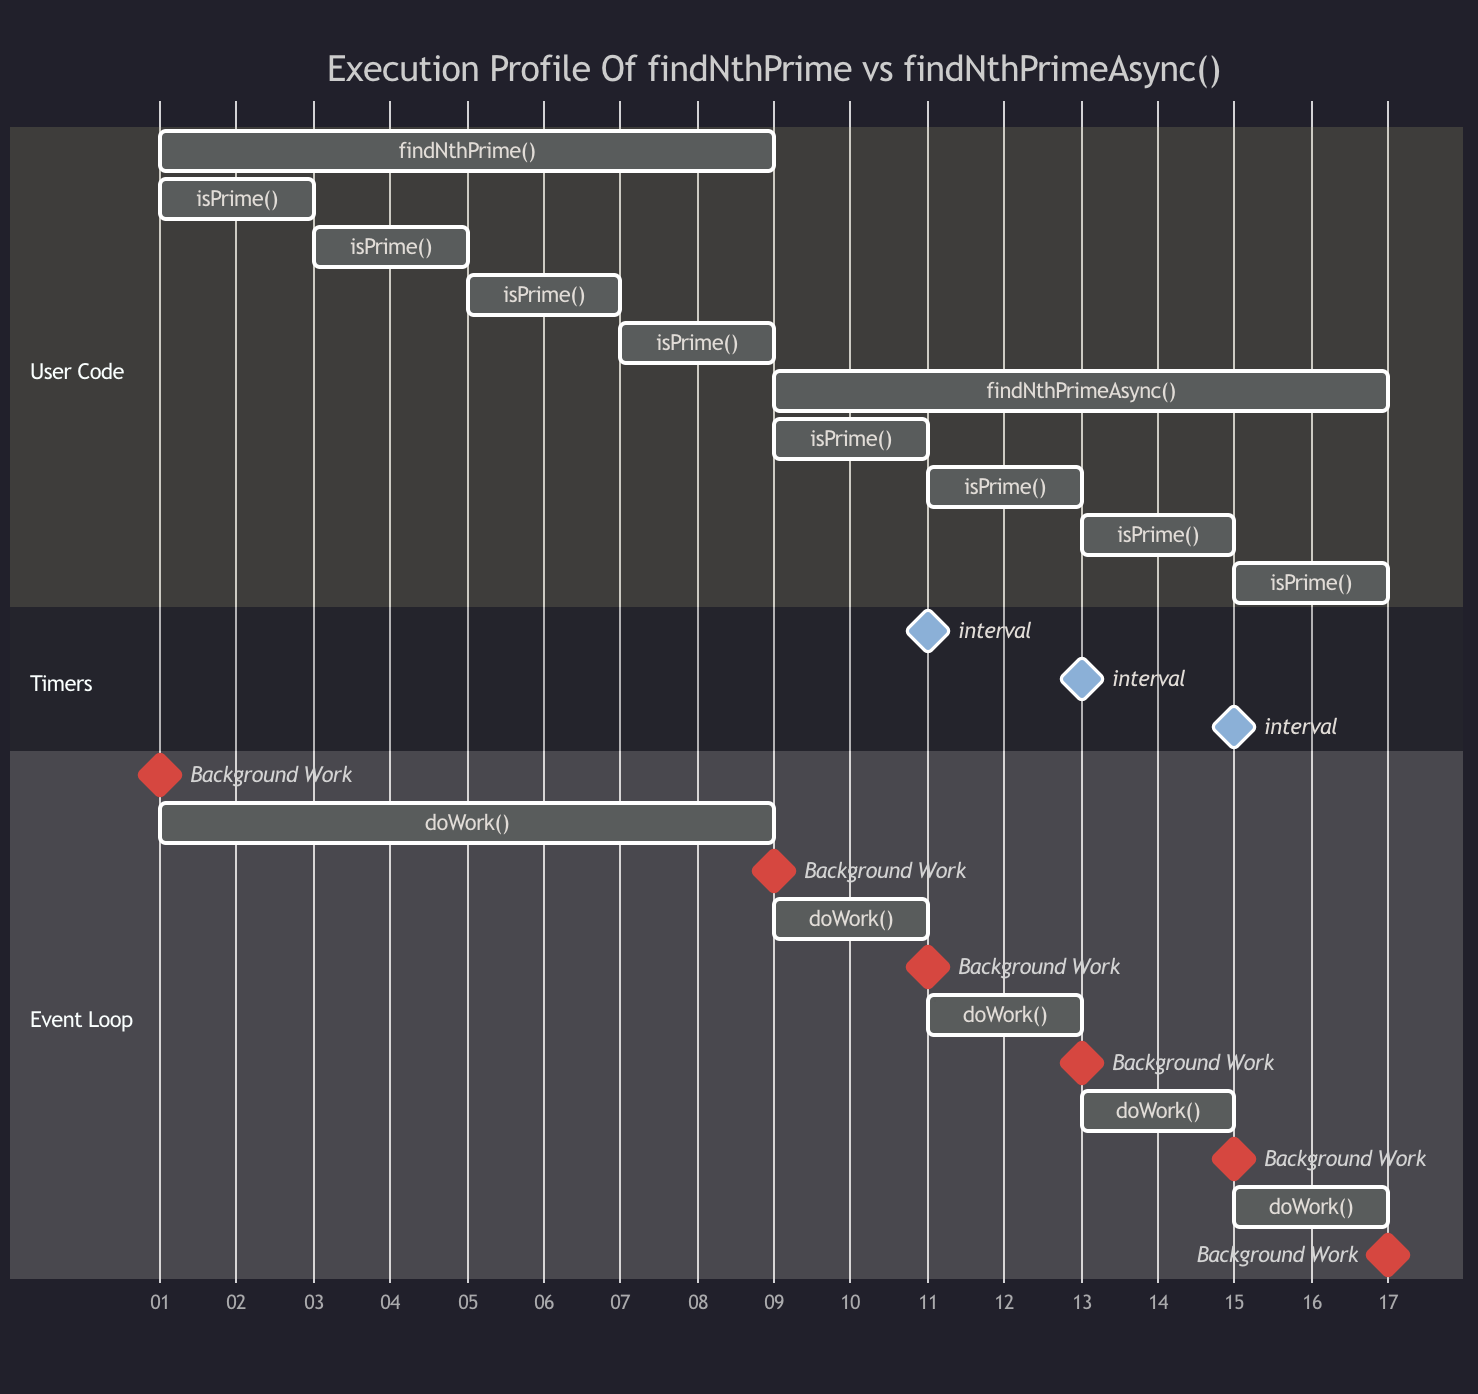 Execution Profile Of findNthPrime vs findNthPrimeAsync()
findNthPrime()
isPrime()
isPrime()
isPrime()
isPrime()
User Code
findNthPrimeAsync()
isPrime()
isPrime()
isPrime()
isPrime()
interval
Timers
interval
interval
Background Work
doWork()
Background Work
doWork()
Background Work
doWork()
Event Loop
Background Work
doWork()
Background Work
doWork()
Background Work
01 02 03 04 05 06 07 08 09 10 11 12 13 14 15 16 17